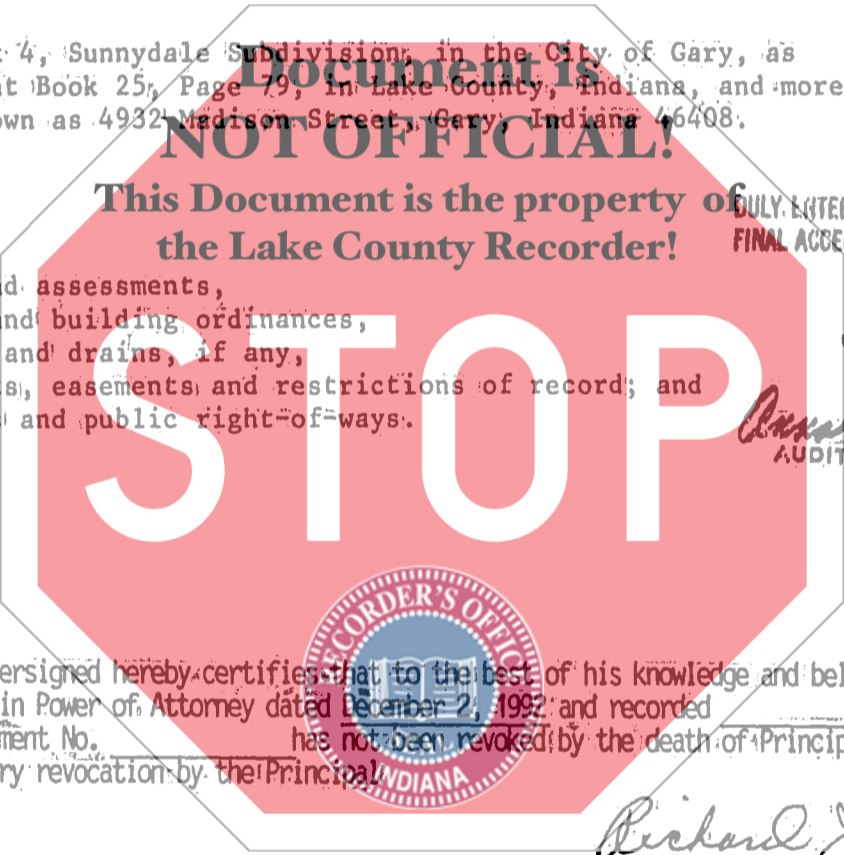 4, Sunnydale Subdivision, in the City of Gary, as
Document is
at Book 25, Page 79, in Lake County, Indiana, and more
own as 4932 Madison Street, Gary, Indiana 46408.
NOT OFFICIAL!
This Document is the property of
the Lake County Recorder!
DULY ENTE
FINAL ACCE
d assessments,
and building ordinances,
and drains, if any,
s, easements and restrictions of record; and
and public right-of-ways.
AUDIT
STOP
RECORDER'S OFFICE
ersigned hereby certifies that to the best of his knowledge and bel
in Power of Attorney dated December 2, 1992 and recorded
ment No. has not been revoked by the death of Princip
ry revocation by the Principal
INDIANA
Richard